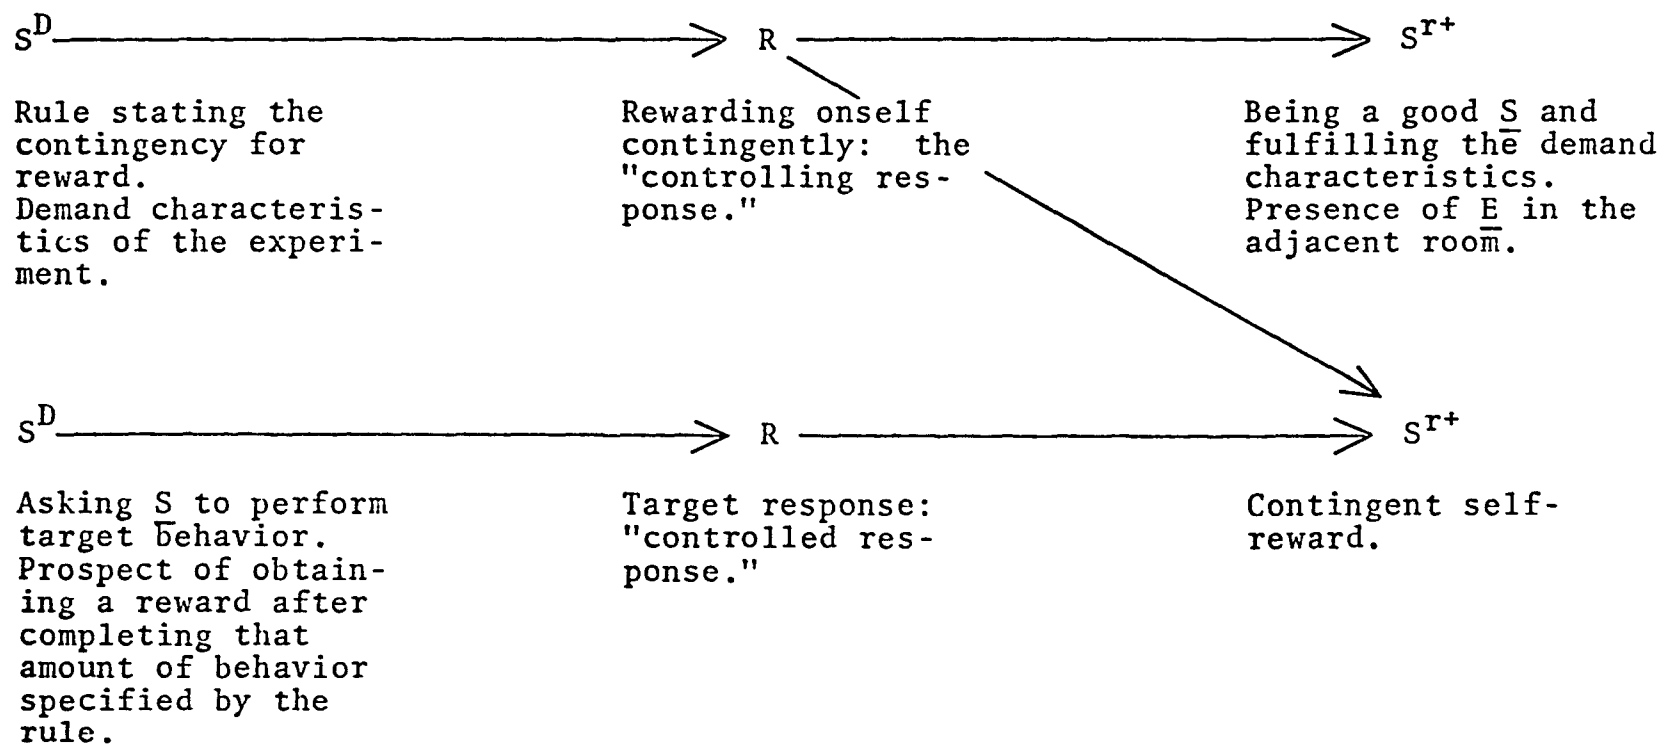 S^D R S^r+
Rule stating the
contingency for
reward.
Demand characteris-
tics of the experi-
ment.
Rewarding onself
contingently: the
"controlling res-
ponse."
Being a good S and
fulfilling the demand
characteristics.
Presence of E in the
adjacent room.
S^D R S^r+
Asking S to perform
target behavior.
Prospect of obtain-
ing a reward after
completing that
amount of behavior
specified by the
rule.
Target response:
"controlled res-
ponse."
Contingent self-
reward.